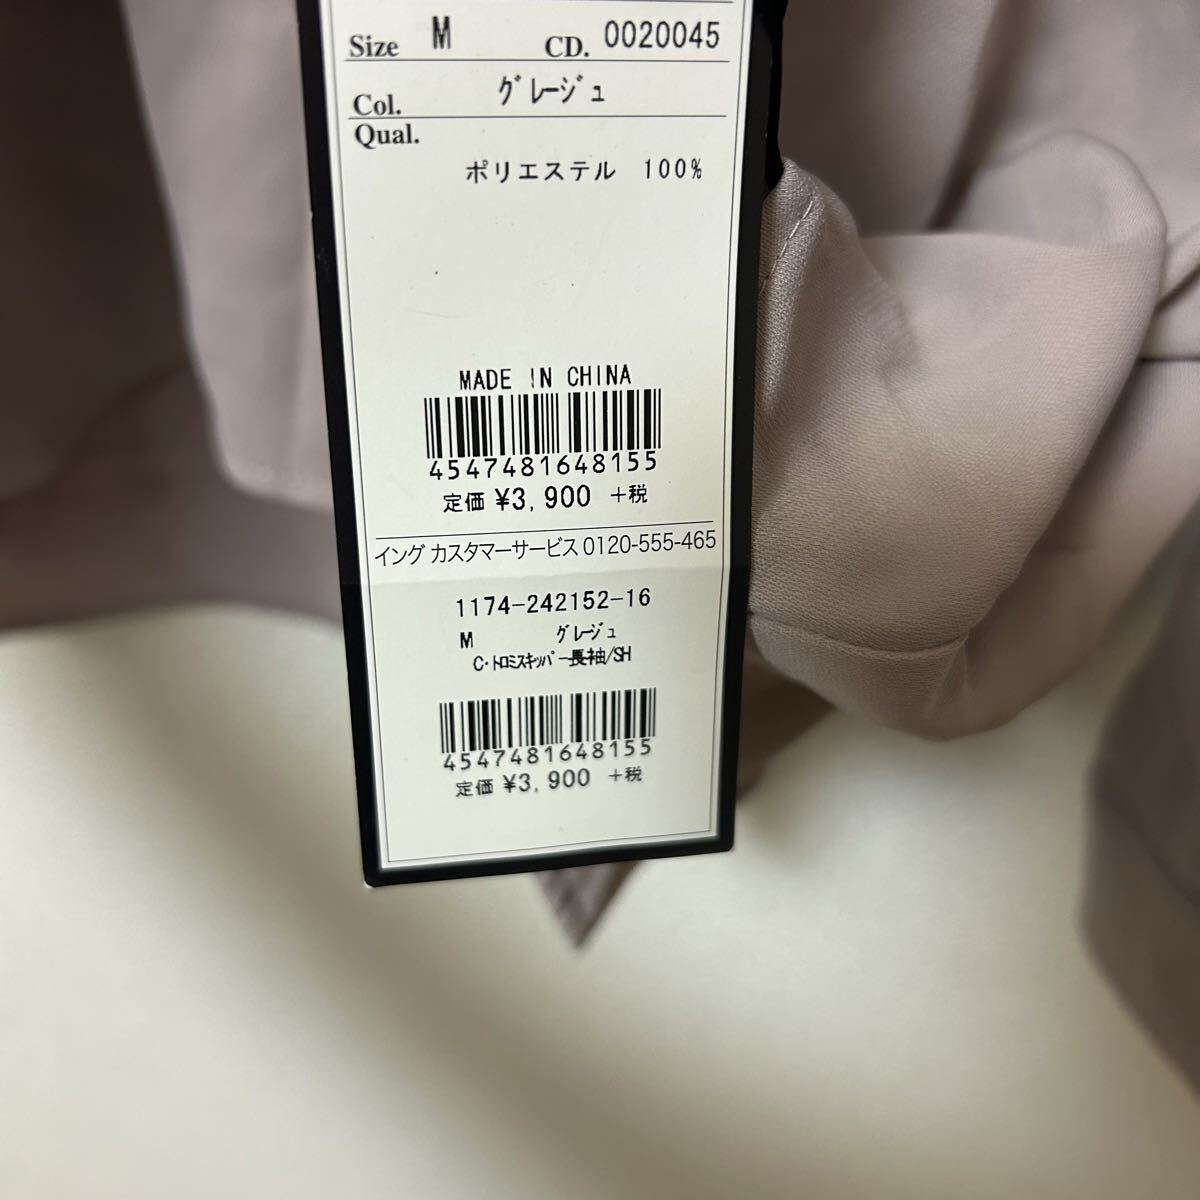 Size M CD. 0020045
Col. グレージュ
Qual.
ポリエステル 100%
MADE IN CHINA
4547481648155
定価 ¥3,900 +税
イング カスタマーサービス 0120-555-465
1174-242152-16
M グレージュ
C・トロミスキッパー長袖/SH
4547481648155
定価 ¥3,900 +税